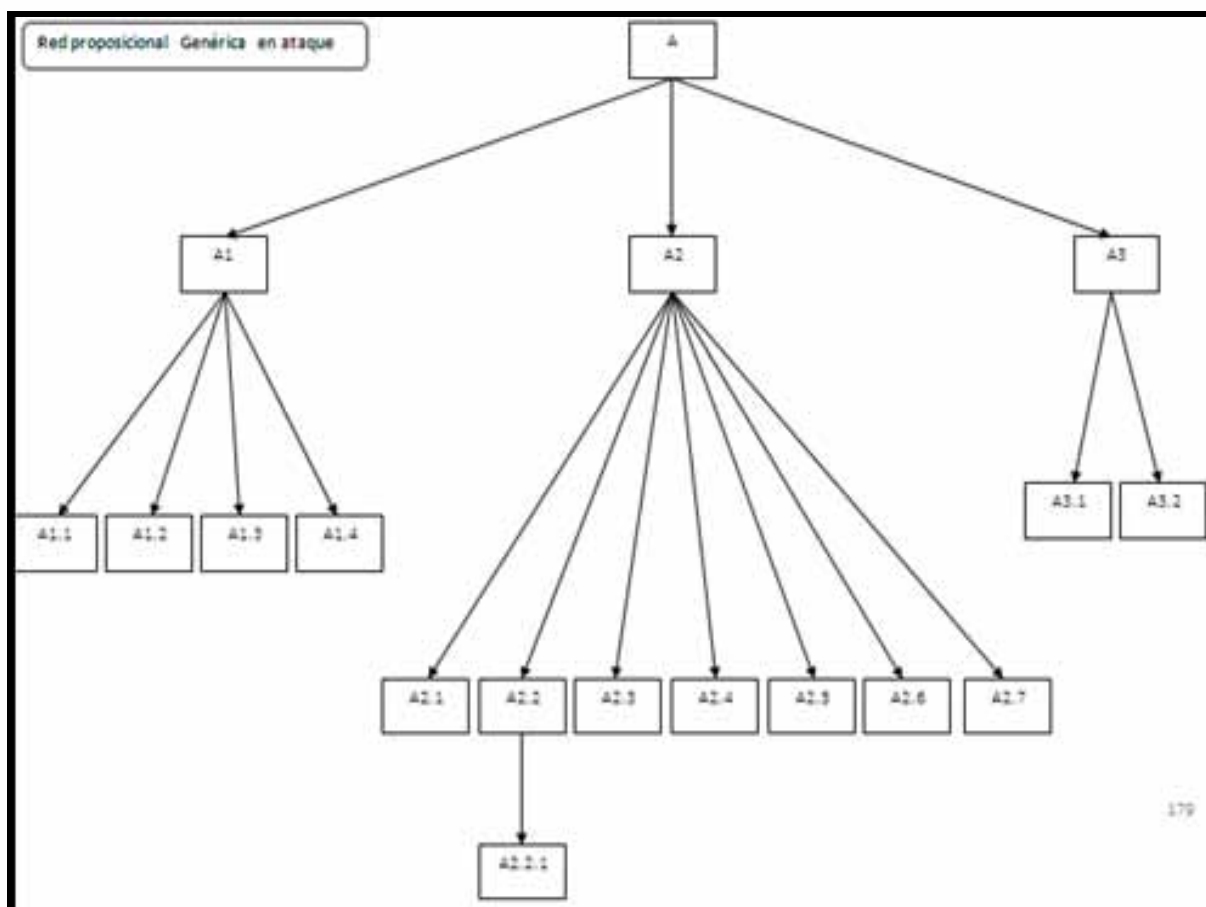 Red proposicional Genérica en ataque
A
A1
A2
A3
A3.1
A3.2
A1.1
A1.2
A1.3
A1.4
A2.1
A2.2
A2.3
A2.4
A2.5
A2.6
A2.7
179
A2.2.1